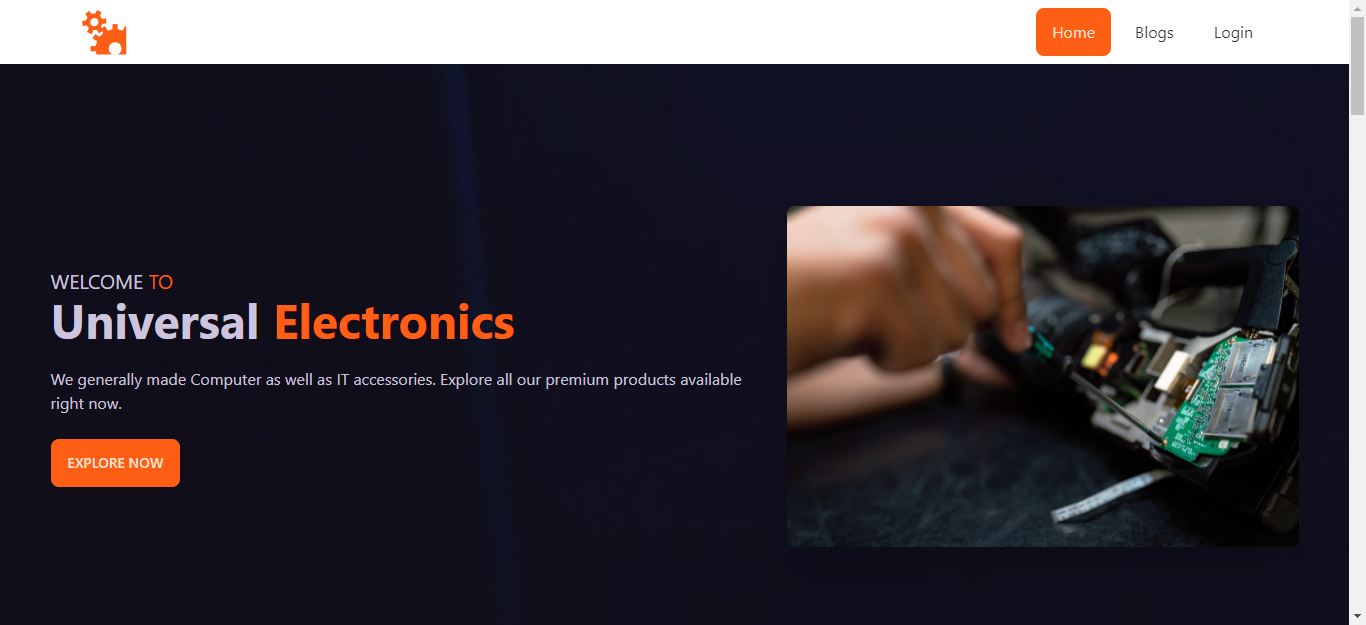 Home Blogs Login
WELCOME TO
Universal Electronics
We generally made Computer as well as IT accessories. Explore all our premium products available
right now.
EXPLORE NOW